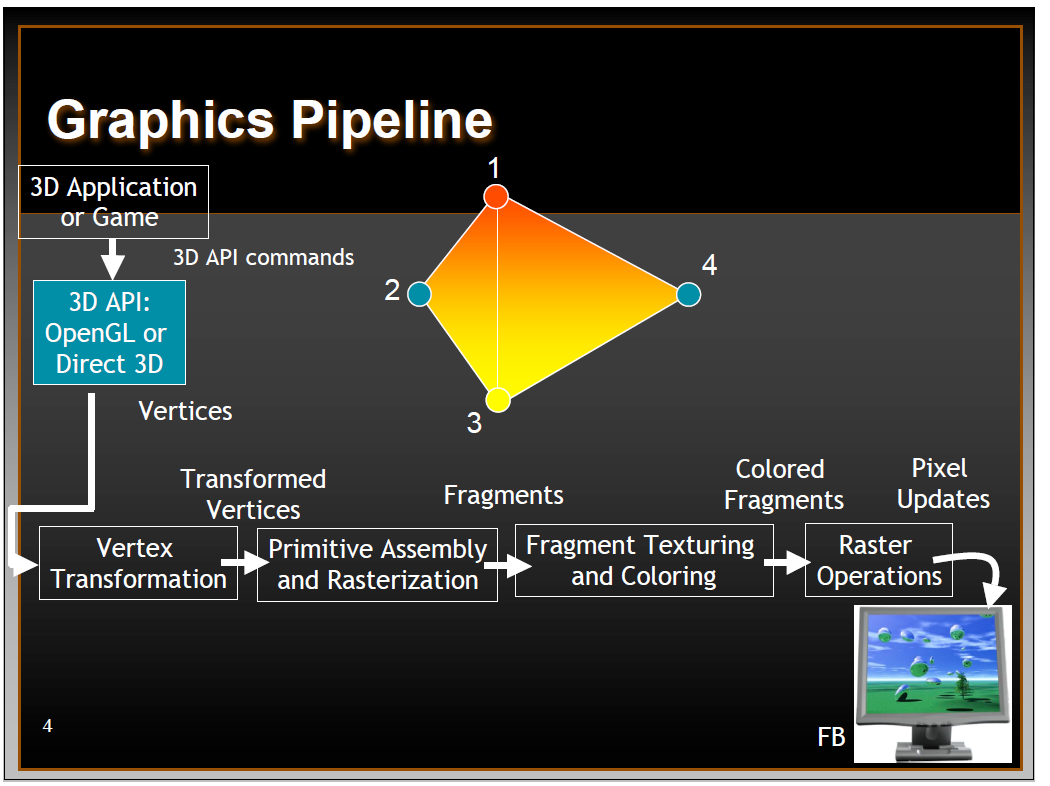 Graphics Pipeline
3D Application
or Game
3D API commands
3D API:
OpenGL or
Direct 3D
1
2
4
3
Vertices
Transformed
Vertices
Fragments
Colored
Fragments
Pixel
Updates
Vertex
Transformation
Primitive Assembly
and Rasterization
Fragment Texturing
and Coloring
Raster
Operations
4
FB